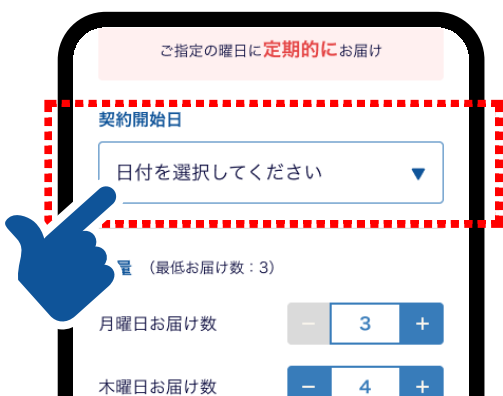 ご指定の曜日に定期的にお届け
契約開始日
日付を選択してください ▼
量 （最低お届け数：3）
月曜日お届け数 − 3 +
木曜日お届け数 − 4 +